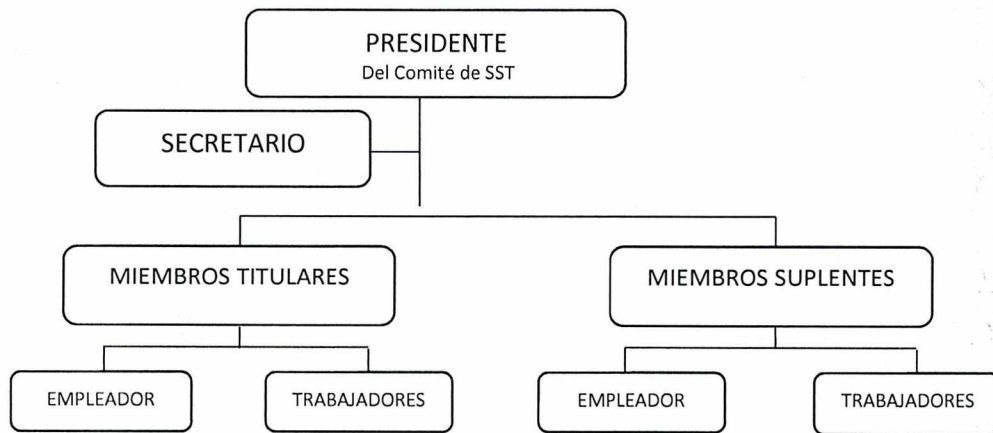 PRESIDENTE
Del Comité de SST
SECRETARIO
MIEMBROS TITULARES
MIEMBROS SUPLENTES
EMPLEADOR
TRABAJADORES
EMPLEADOR
TRABAJADORES